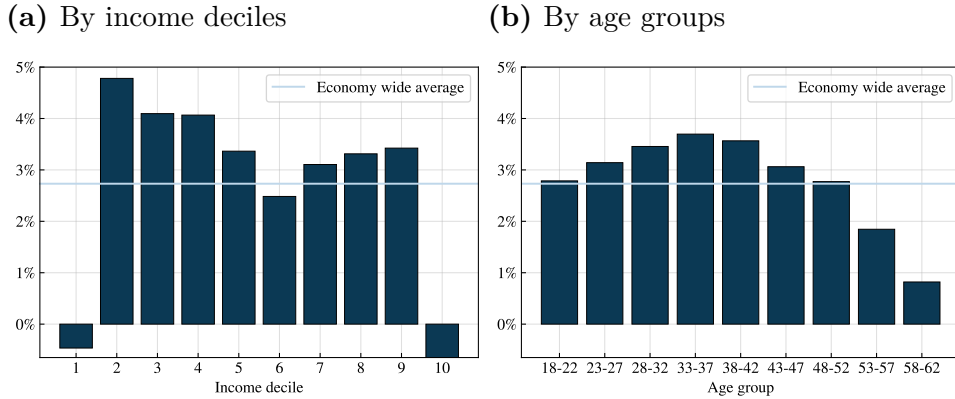 (a) By income deciles
5%
4%
3%
2%
1%
0%
Economy wide average
1 2 3 4 5 6 7 8 9 10
Income decile
(b) By age groups
5%
4%
3%
2%
1%
0%
Economy wide average
18-22 23-27 28-32 33-37 38-42 43-47 48-52 53-57 58-62
Age group